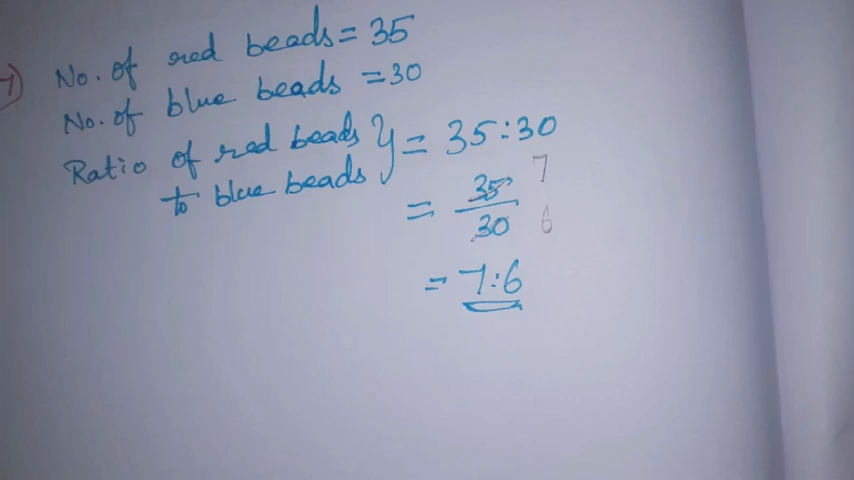 7)
No. of red beads = 35
No. of blue beads = 30
Ratio of red beads } = 35:30
to blue beads
= 35/30 7 6
= 7:6